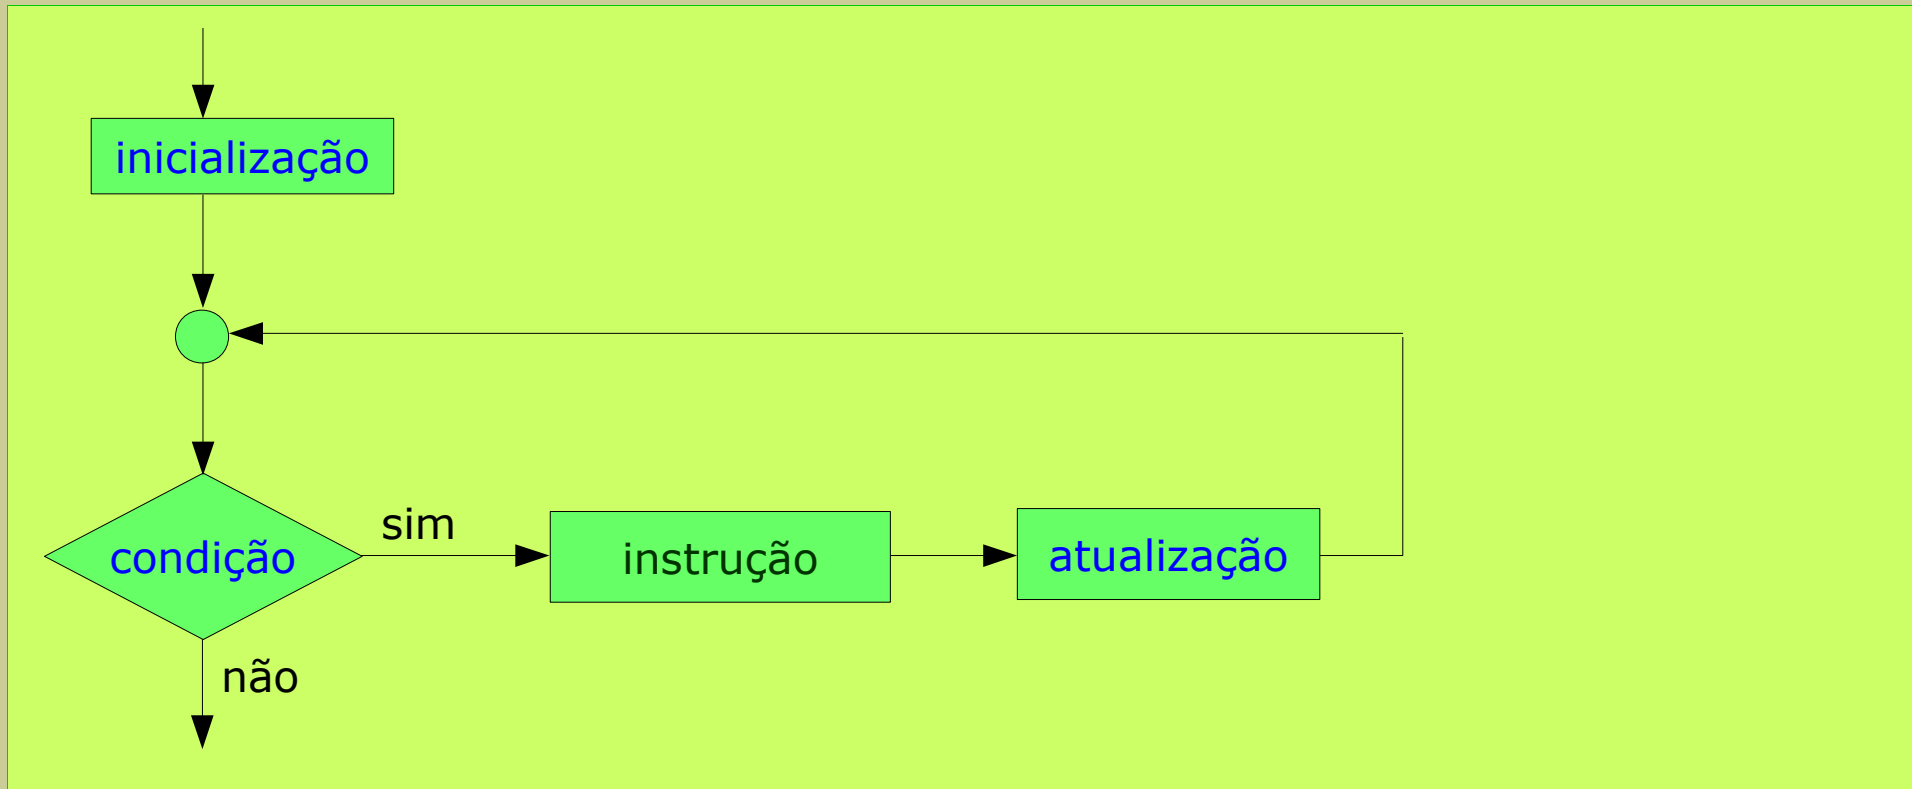 inicialização
sim
condição
instrução
atualização
não